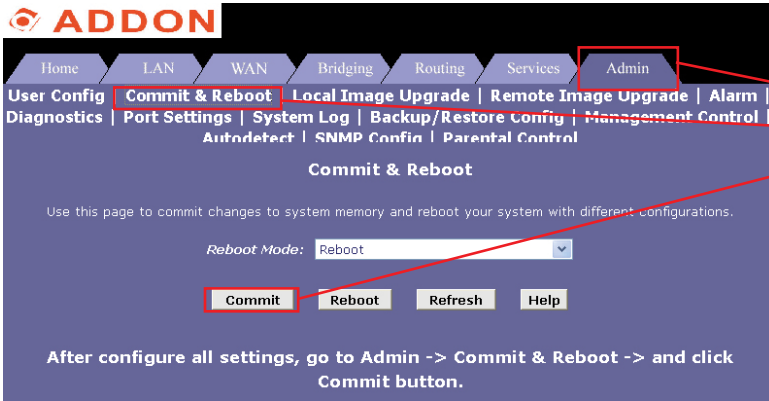 ADDON
Home LAN WAN Bridging Routing Services Admin
User Config | Commit & Reboot | Local Image Upgrade | Remote Image Upgrade | Alarm |
Diagnostics | Port Settings | System Log | Backup/Restore Config | Management Control |
Autodetect | SNMP Config | Parental Control
Commit & Reboot
Use this page to commit changes to system memory and reboot your system with different configurations.
Reboot Mode: Reboot
Commit Reboot Refresh Help
After configure all settings, go to Admin -> Commit & Reboot -> and click
Commit button.